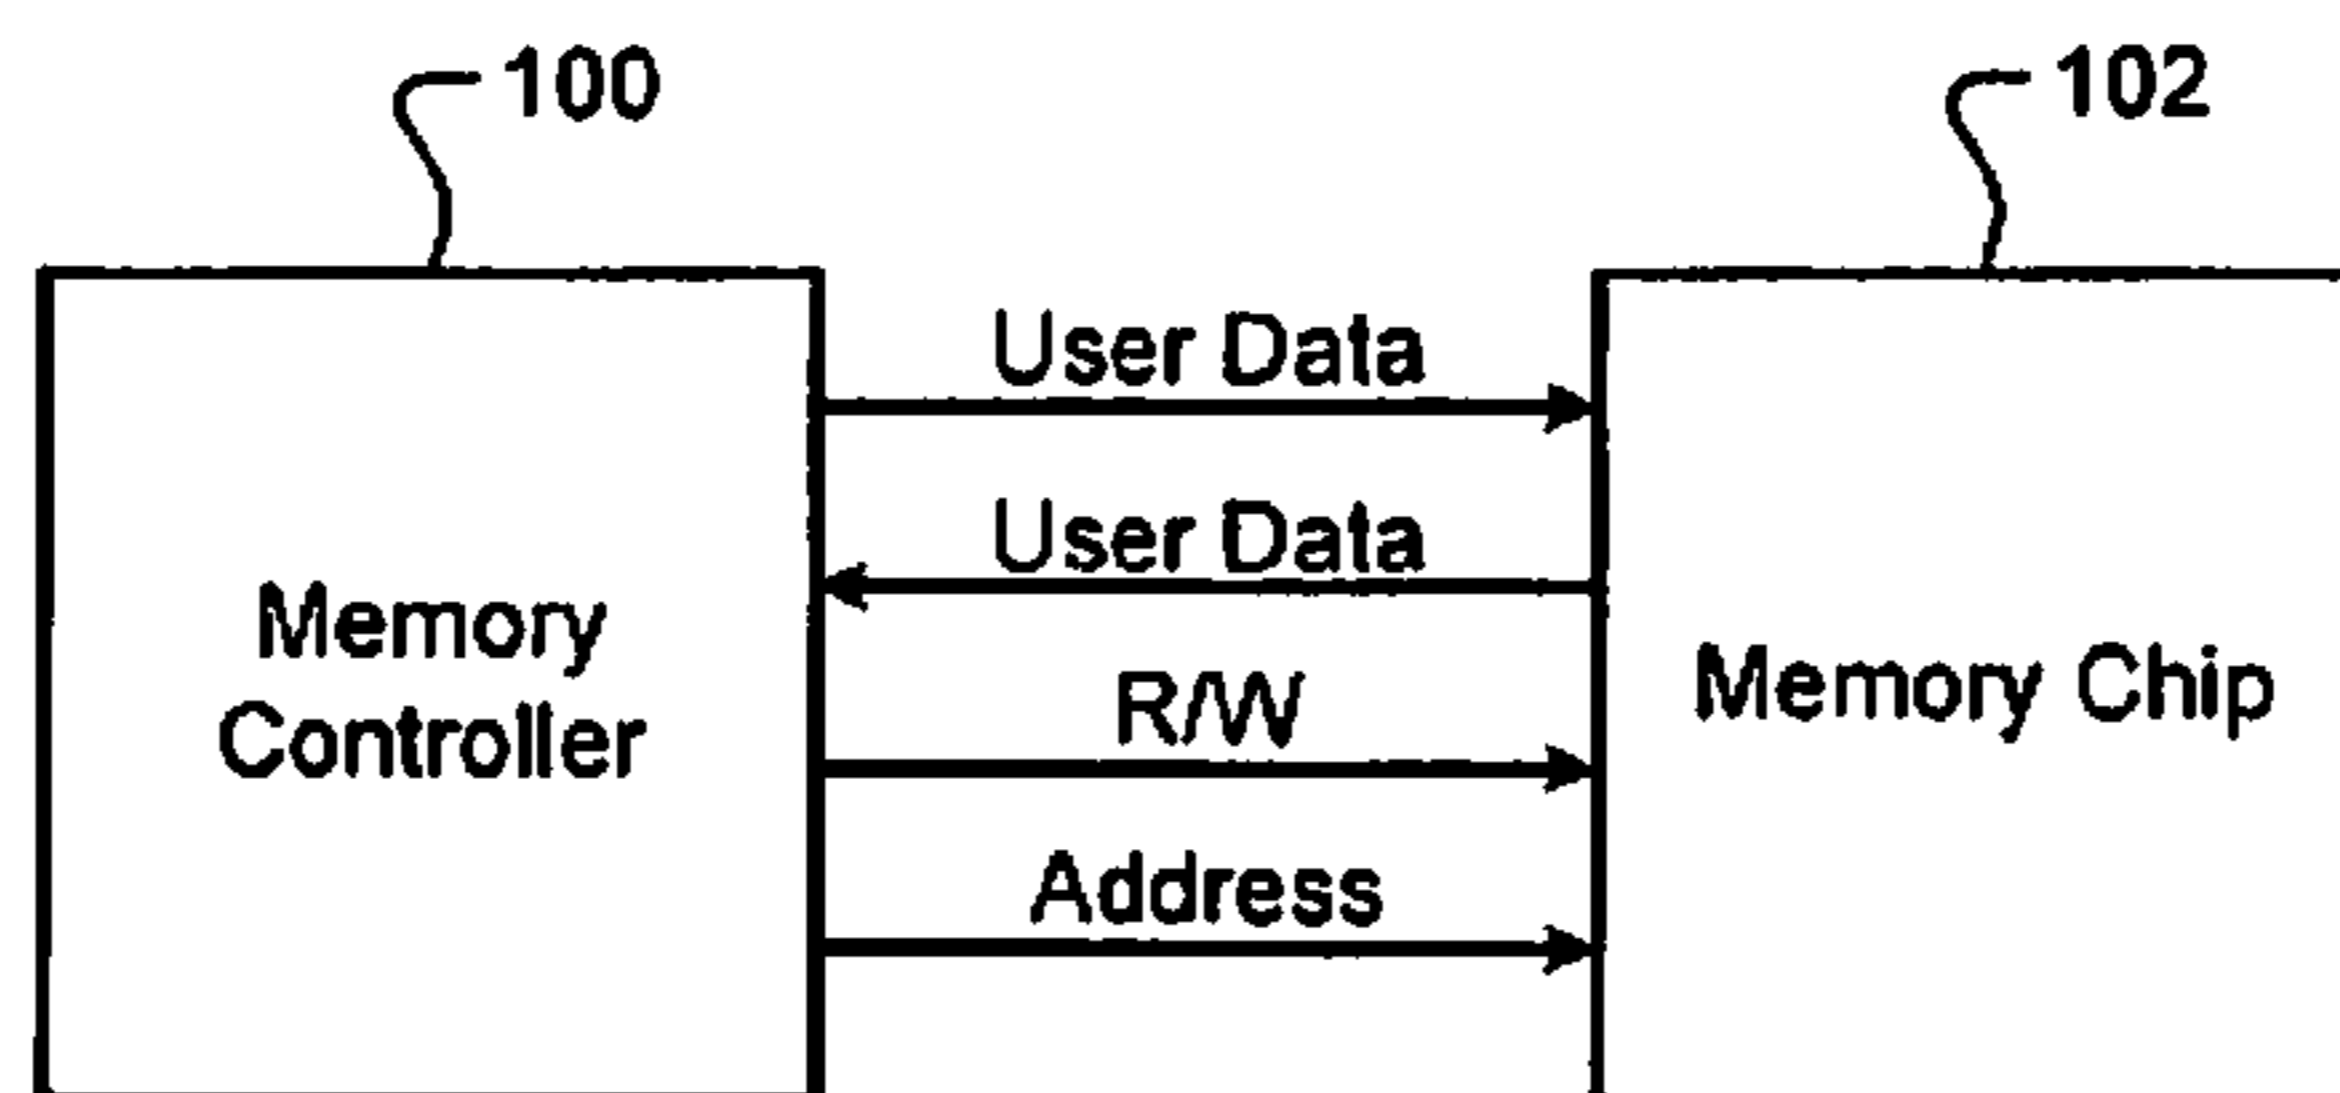 100
102
User Data
User Data
Memory
Controller
R/W
Memory Chip
Address